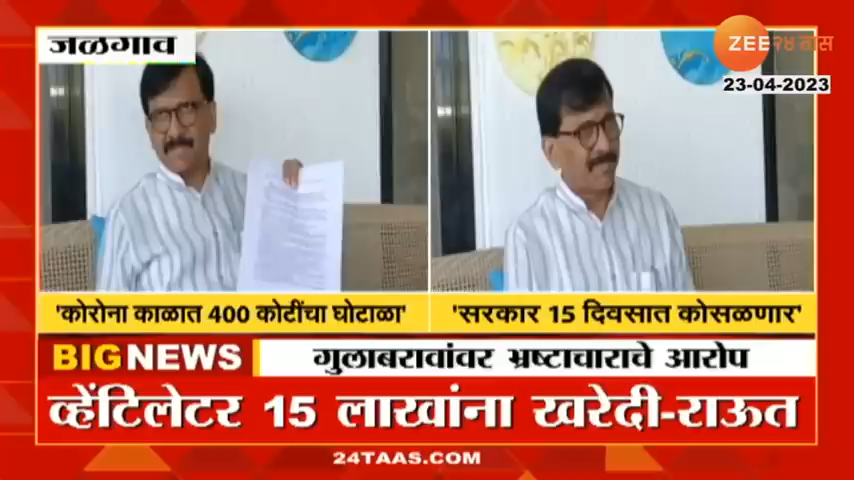 जळगाव
ZEE २४ तास
23-04-2023
'कोरोना काळात 400 कोटींचा घोटाळा'
'सरकार 15 दिवसात कोसळणार'
BIG NEWS
गुलाबरावांवर भ्रष्टाचाराचे आरोप
व्हेंटिलेटर 15 लाखांना खरेदी-राऊत
24TAAS.COM